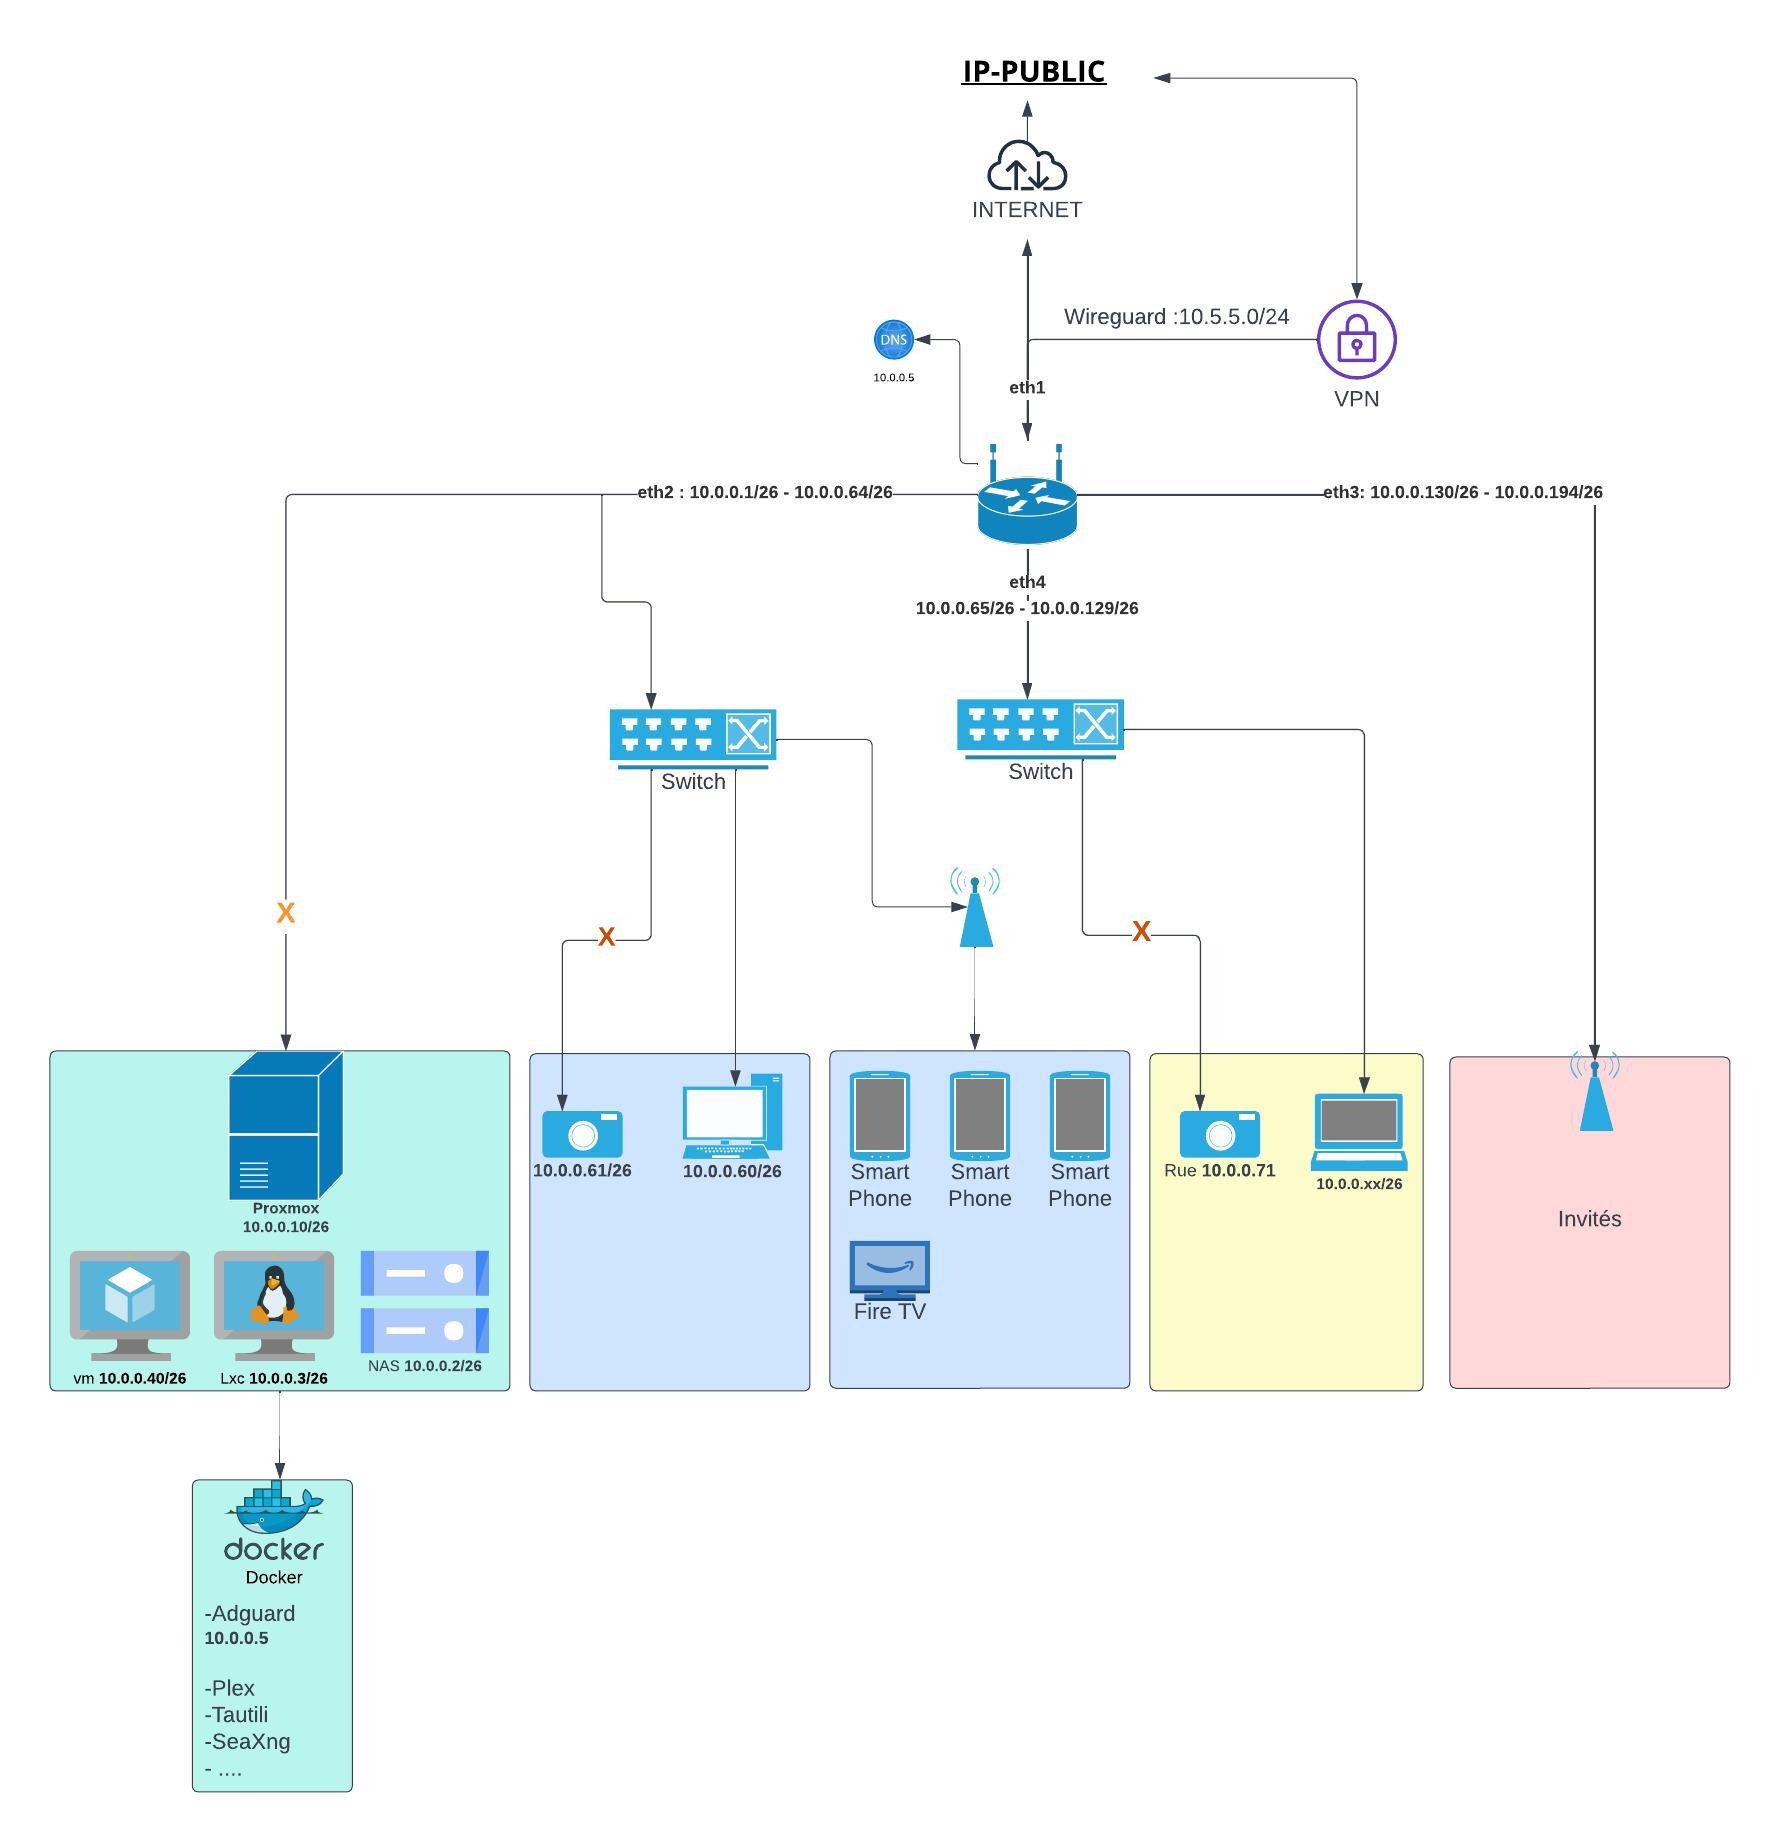 IP-PUBLIC
INTERNET
Wireguard :10.5.5.0/24
DNS
10.0.0.5
eth1
VPN
eth2 : 10.0.0.1/26 - 10.0.0.64/26
eth3: 10.0.0.130/26 - 10.0.0.194/26
eth4
10.0.0.65/26 - 10.0.0.129/26
Switch
Switch
X
X
X
Proxmox
10.0.0.10/26
vm 10.0.0.40/26
Lxc 10.0.0.3/26
NAS 10.0.0.2/26
10.0.0.61/26
10.0.0.60/26
Smart
Phone
Smart
Phone
Smart
Phone
Fire TV
Rue 10.0.0.71
10.0.0.xx/26
Invités
docker
Docker
-Adguard
10.0.0.5
-Plex
-Tautili
-SeaXng
- ....